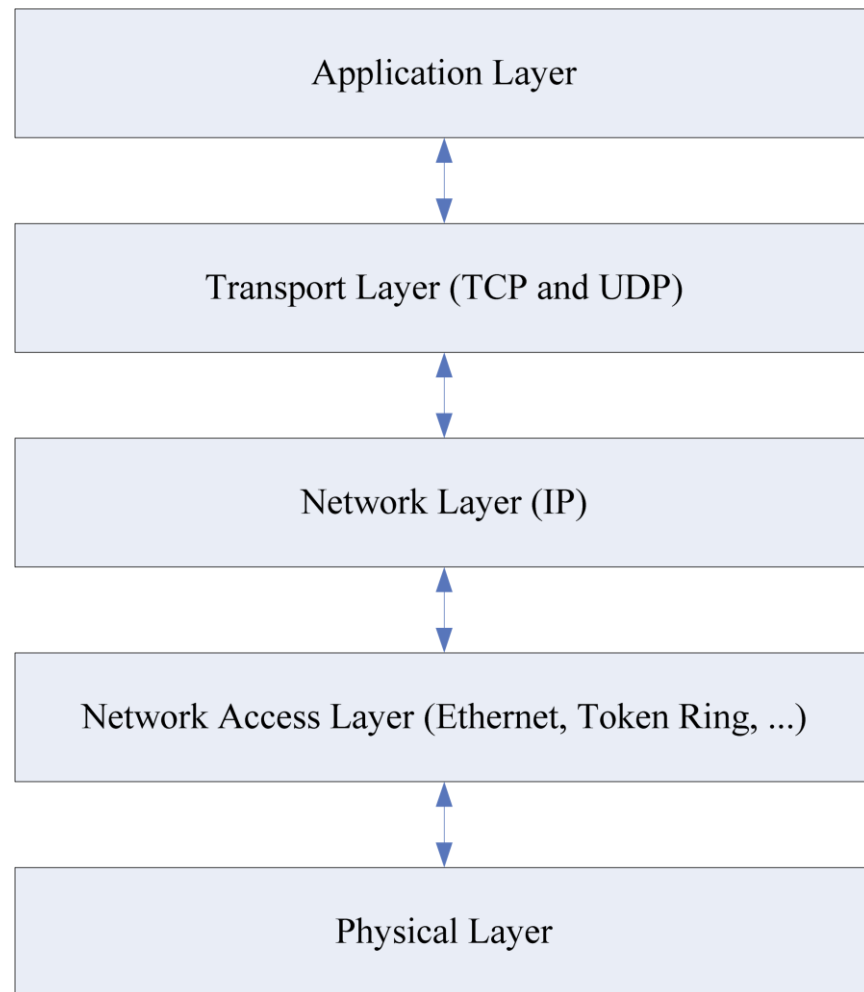 Application Layer
Transport Layer (TCP and UDP)
Network Layer (IP)
Network Access Layer (Ethernet, Token Ring, ...)
Physical Layer